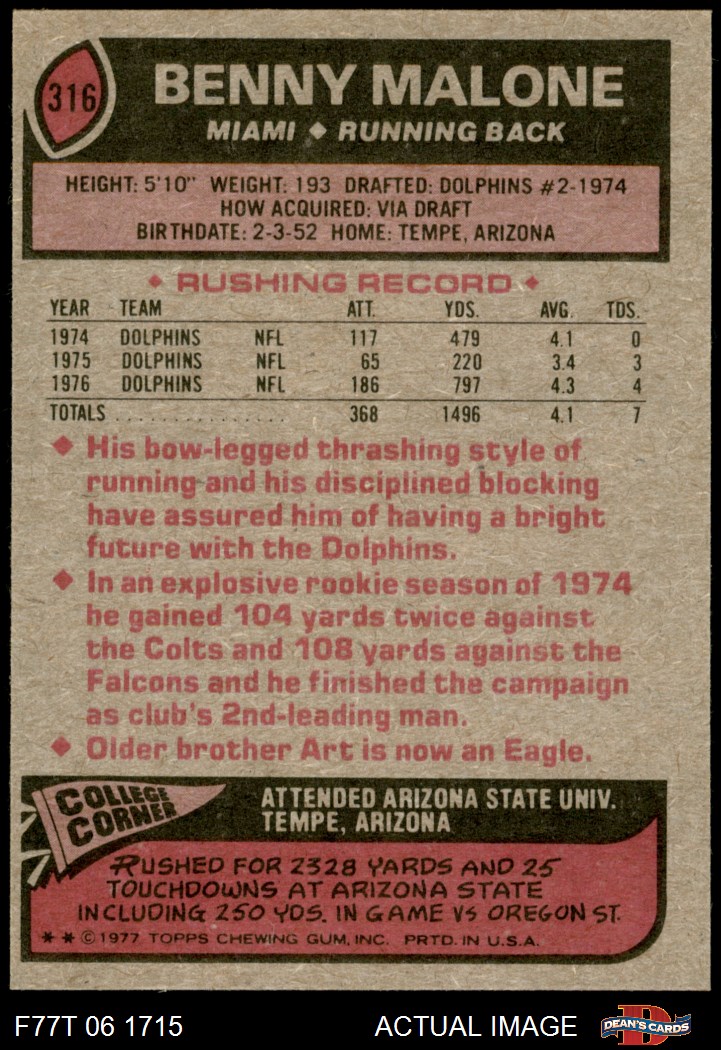 316
BENNY MALONE
MIAMI ♦ RUNNING BACK
HEIGHT: 5'10" WEIGHT: 193 DRAFTED: DOLPHINS #2-1974
HOW ACQUIRED: VIA DRAFT
BIRTHDATE: 2-3-52 HOME: TEMPE, ARIZONA
♦ RUSHING RECORD ♦
YEAR TEAM ATT. YDS. AVG. TDS.
1974 DOLPHINS NFL 117 479 4.1 0
1975 DOLPHINS NFL 65 220 3.4 3
1976 DOLPHINS NFL 186 797 4.3 4
TOTALS ................ 368 1496 4.1 7
♦ His bow-legged thrashing style of
running and his disciplined blocking
have assured him of having a bright
future with the Dolphins.
♦ In an explosive rookie season of 1974
he gained 104 yards twice against
the Colts and 108 yards against the
Falcons and he finished the campaign
as club's 2nd-leading man.
♦ Older brother Art is now an Eagle.
COLLEGE
CORNER
ATTENDED ARIZONA STATE UNIV.
TEMPE, ARIZONA
RUSHED FOR 2328 YARDS AND 25
TOUCHDOWNS AT ARIZONA STATE
INCLUDING 250 YDS. IN GAME VS OREGON ST.
* * © 1977 TOPPS CHEWING GUM, INC. PRTD. IN U.S.A.
F77T 06 1715
ACTUAL IMAGE
D
DEAN'S CARDS